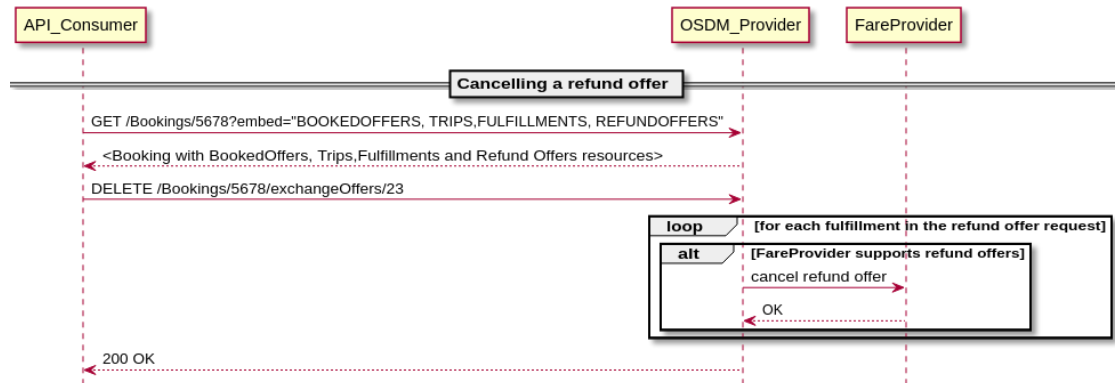 API_Consumer OSDM_Provider FareProvider
Cancelling a refund offer
GET /Bookings/5678?embed="BOOKEDOFFERS, TRIPS,FULFILLMENTS, REFUNDOFFERS"
<Booking with BookedOffers, Trips,Fulfillments and Refund Offers resources>
DELETE /Bookings/5678/exchangeOffers/23
loop [for each fulfillment in the refund offer request]
alt [FareProvider supports refund offers]
cancel refund offer
OK
200 OK